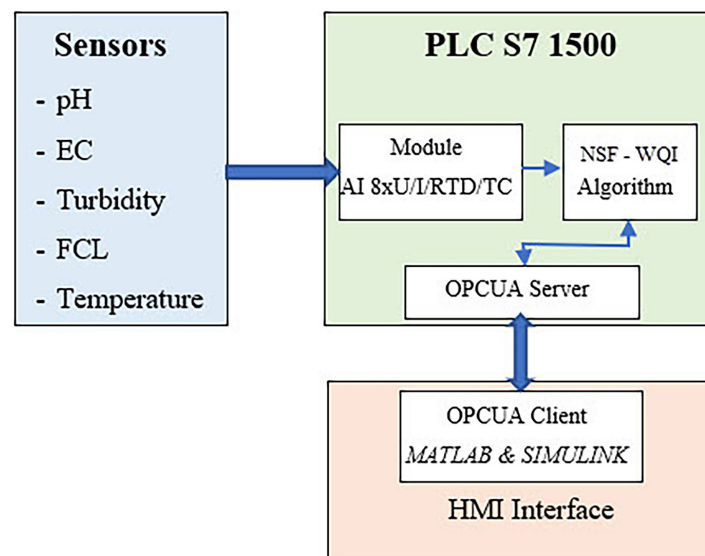 Sensors
- pH
- EC
- Turbidity
- FCL
- Temperature
PLC S7 1500
Module
AI 8xU/I/RTD/TC
NSF - WQI
Algorithm
OPCUA Server
OPCUA Client
MATLAB & SIMULINK
HMI Interface